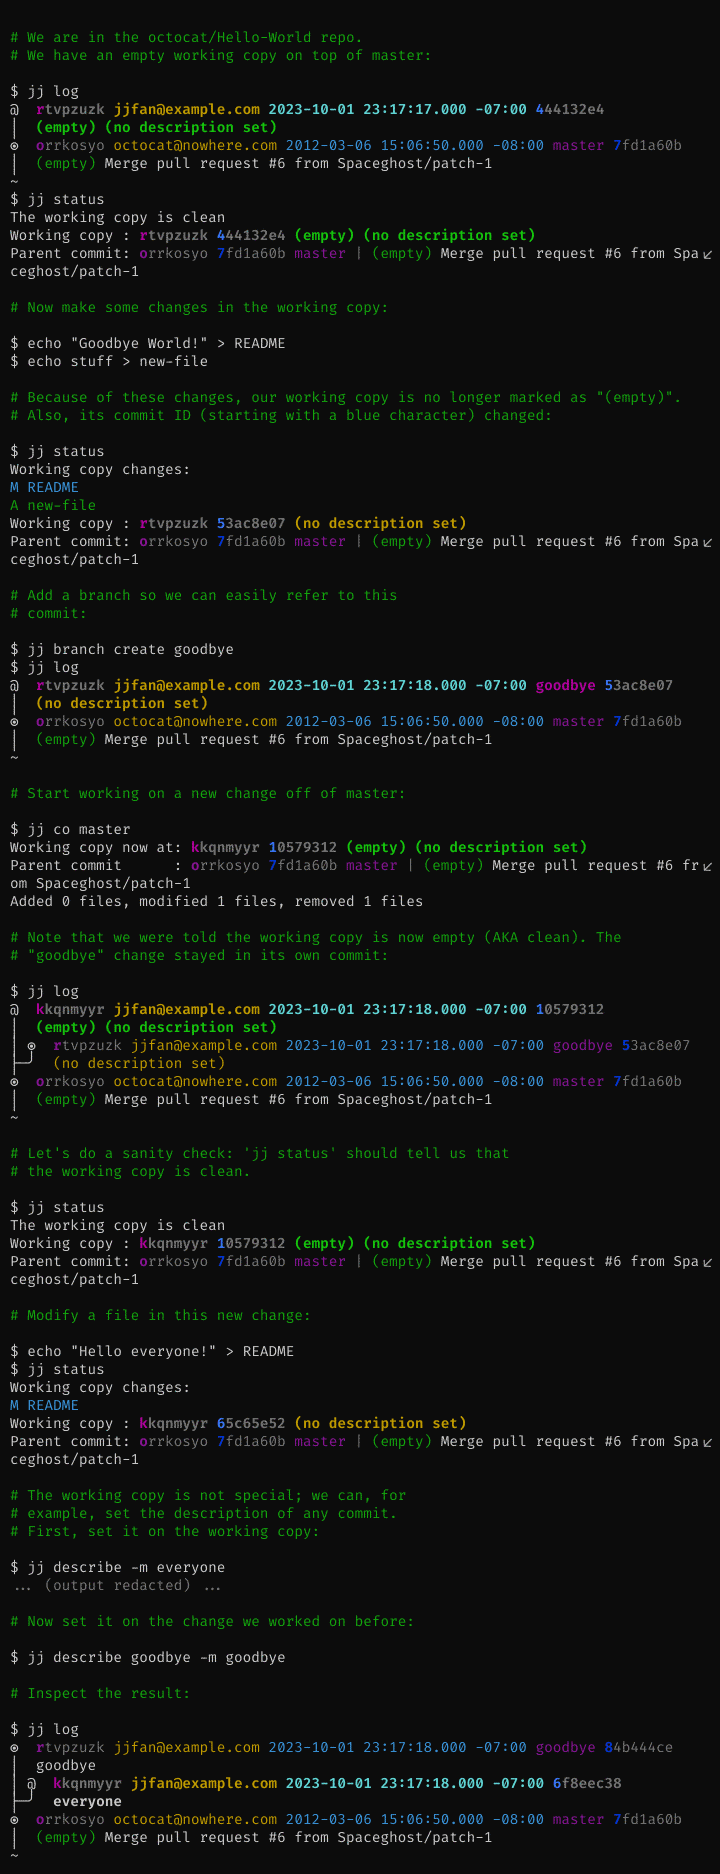 # We are in the octocat/Hello-World repo.
# We have an empty working copy on top of master:
$ jj log
@  rtvpzuzk jjfan@example.com 2023-10-01 23:17:17.000 -07:00 444132e4
│  (empty) (no description set)
◉  orrkosyo octocat@nowhere.com 2012-03-06 15:06:50.000 -08:00 master 7fd1a60b
│  (empty) Merge pull request #6 from Spaceghost/patch-1
~
$ jj status
The working copy is clean
Working copy : rtvpzuzk 444132e4 (empty) (no description set)
Parent commit: orrkosyo 7fd1a60b master | (empty) Merge pull request #6 from Spa↙
ceghost/patch-1
# Now make some changes in the working copy:
$ echo "Goodbye World!" > README
$ echo stuff > new-file
# Because of these changes, our working copy is no longer marked as "(empty)".
# Also, its commit ID (starting with a blue character) changed:
$ jj status
Working copy changes:
M README
A new-file
Working copy : rtvpzuzk 53ac8e07 (no description set)
Parent commit: orrkosyo 7fd1a60b master | (empty) Merge pull request #6 from Spa↙
ceghost/patch-1
# Add a branch so we can easily refer to this
# commit:
$ jj branch create goodbye
$ jj log
@  rtvpzuzk jjfan@example.com 2023-10-01 23:17:18.000 -07:00 goodbye 53ac8e07
│  (no description set)
◉  orrkosyo octocat@nowhere.com 2012-03-06 15:06:50.000 -08:00 master 7fd1a60b
│  (empty) Merge pull request #6 from Spaceghost/patch-1
~
# Start working on a new change off of master:
$ jj co master
Working copy now at: kkqnmyyr 10579312 (empty) (no description set)
Parent commit      : orrkosyo 7fd1a60b master | (empty) Merge pull request #6 fr↙
om Spaceghost/patch-1
Added 0 files, modified 1 files, removed 1 files
# Note that we were told the working copy is now empty (AKA clean). The
# "goodbye" change stayed in its own commit:
$ jj log
@  kkqnmyyr jjfan@example.com 2023-10-01 23:17:18.000 -07:00 10579312
│  (empty) (no description set)
│ ◉  rtvpzuzk jjfan@example.com 2023-10-01 23:17:18.000 -07:00 goodbye 53ac8e07
├─╯  (no description set)
◉  orrkosyo octocat@nowhere.com 2012-03-06 15:06:50.000 -08:00 master 7fd1a60b
│  (empty) Merge pull request #6 from Spaceghost/patch-1
~
# Let's do a sanity check: 'jj status' should tell us that
# the working copy is clean.
$ jj status
The working copy is clean
Working copy : kkqnmyyr 10579312 (empty) (no description set)
Parent commit: orrkosyo 7fd1a60b master | (empty) Merge pull request #6 from Spa↙
ceghost/patch-1
# Modify a file in this new change:
$ echo "Hello everyone!" > README
$ jj status
Working copy changes:
M README
Working copy : kkqnmyyr 65c65e52 (no description set)
Parent commit: orrkosyo 7fd1a60b master | (empty) Merge pull request #6 from Spa↙
ceghost/patch-1
# The working copy is not special; we can, for
# example, set the description of any commit.
# First, set it on the working copy:
$ jj describe -m everyone
... (output redacted) ...
# Now set it on the change we worked on before:
$ jj describe goodbye -m goodbye
# Inspect the result:
$ jj log
◉  rtvpzuzk jjfan@example.com 2023-10-01 23:17:18.000 -07:00 goodbye 84b444ce
│  goodbye
│ @  kkqnmyyr jjfan@example.com 2023-10-01 23:17:18.000 -07:00 6f8eec38
├─╯  everyone
◉  orrkosyo octocat@nowhere.com 2012-03-06 15:06:50.000 -08:00 master 7fd1a60b
│  (empty) Merge pull request #6 from Spaceghost/patch-1
~